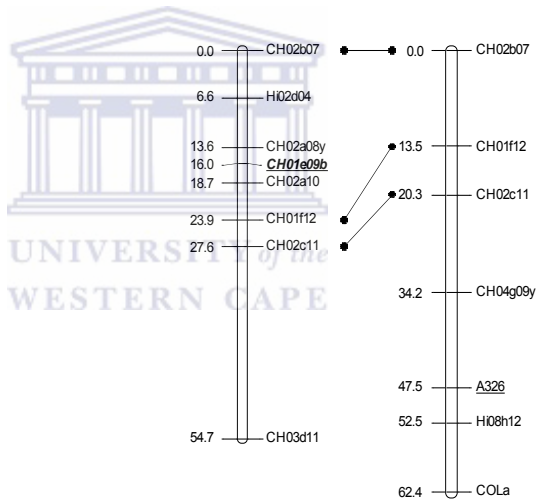 0.0 CH02b07
6.6 Hi02d04
13.6 CH02a08y
16.0 CH01e09b
18.7 CH02a10
23.9 CH01f12
27.6 CH02c11
54.7 CH03d11
0.0 CH02b07
13.5 CH01f12
20.3 CH02c11
34.2 CH04g09y
47.5 A326
52.5 Hi08h12
62.4 COLa
UNIVERSITY of the
WESTERN CAPE